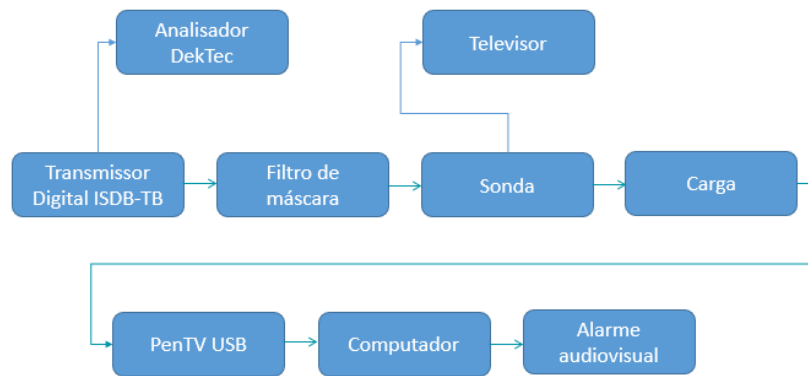 Analisador
DekTec
Televisor
Transmissor
Digital ISDB-TB
Filtro de
máscara
Sonda
Carga
PenTV USB
Computador
Alarme
audiovisual